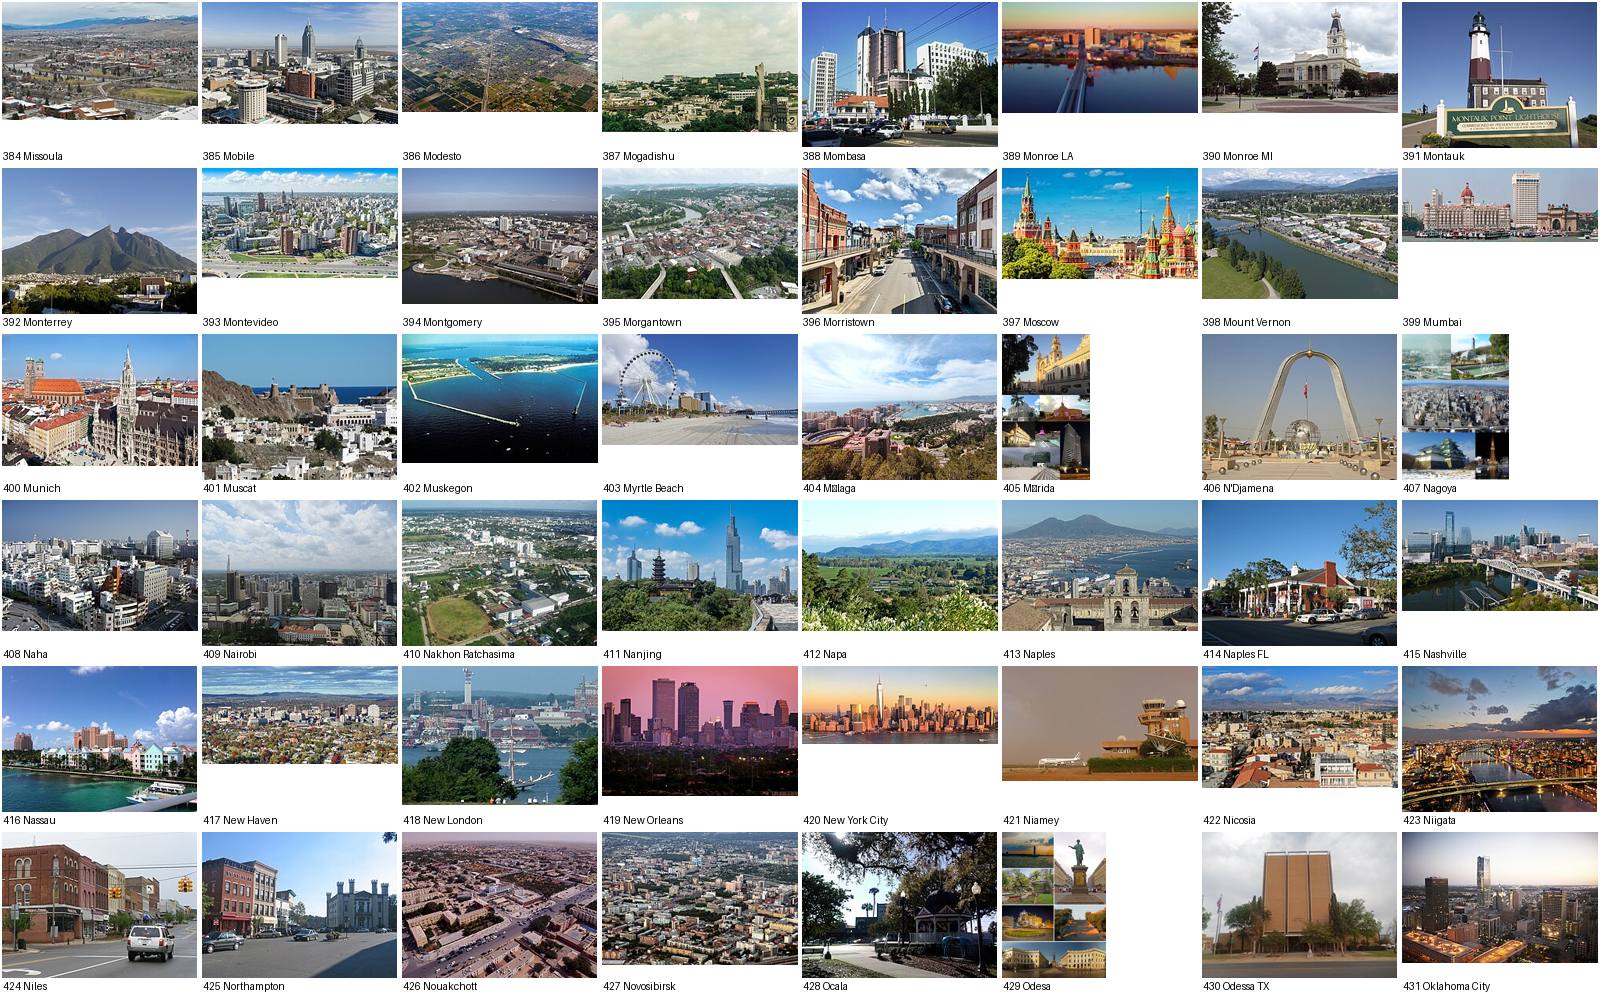 384 Missoula
385 Mobile
386 Modesto
387 Mogadishu
388 Mombasa
389 Monroe LA
390 Monroe MI
MONTAUK POINT LIGHTHOUSE
391 Montauk
392 Monterrey
393 Montevideo
394 Montgomery
395 Morgantown
396 Morristown
397 Moscow
398 Mount Vernon
399 Mumbai
400 Munich
401 Muscat
402 Muskegon
403 Myrtle Beach
404 M�laga
405 M�rida
406 N'Djamena
407 Nagoya
408 Naha
409 Nairobi
410 Nakhon Ratchasima
411 Nanjing
412 Napa
413 Naples
414 Naples FL
415 Nashville
416 Nassau
417 New Haven
418 New London
419 New Orleans
420 New York City
421 Niamey
422 Nicosia
423 Niigata
424 Niles
425 Northampton
426 Nouakchott
427 Novosibirsk
428 Ocala
429 Odesa
430 Odessa TX
431 Oklahoma City